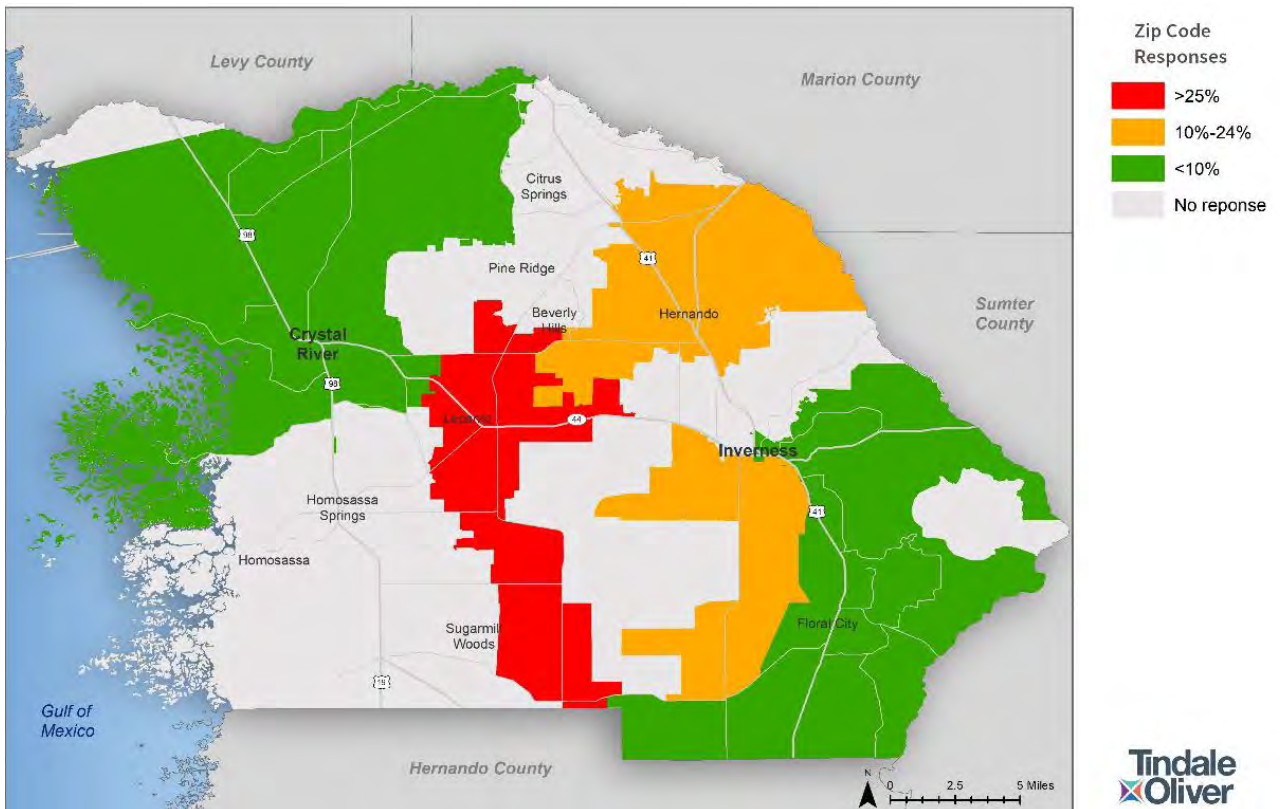 Levy County
Marion County
Citrus
Springs
98
41
Pine Ridge
Beverly
Hills
Hernando
Sumter
County
Crystal
River
98
Lecanto
44
Inverness
Homosassa
Springs
41
Homosassa
Floral City
Sugarmill
Woods
19
Gulf of
Mexico
Hernando County
N
0 2.5 5 Miles
Zip Code
Responses
>25%
10%-24%
<10%
No reponse
Tindale
Oliver